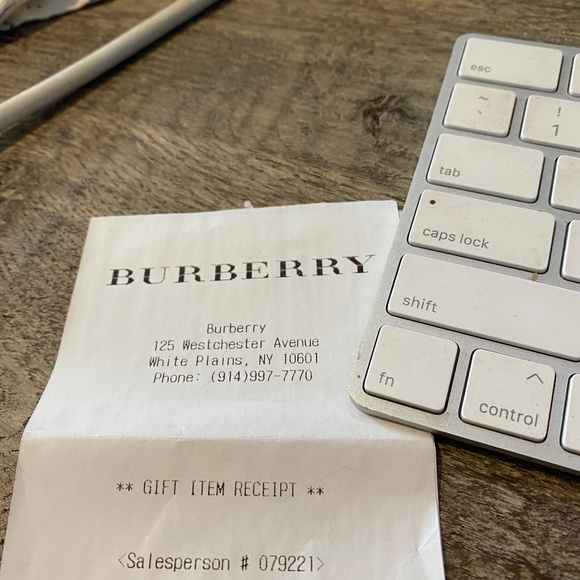 BURBERRY
Burberry
125 Westchester Avenue
White Plains, NY 10601
Phone: (914)997-7770
** GIFT ITEM RECEIPT **
<Salesperson # 079221>
esc
~
`
!
1
tab
caps lock
shift
fn
^
control